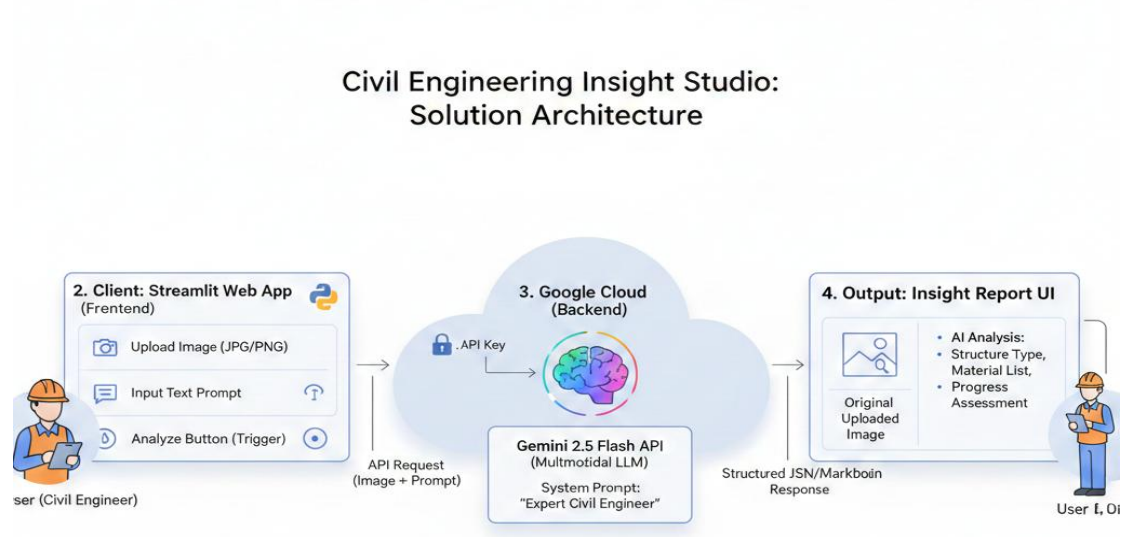 Civil Engineering Insight Studio:
Solution Architecture
2. Client: Streamlit Web App
(Frentend)
Upload Image (JPG/PNG)
Input Text Prompt
Analyze Button (Trigger)
ser (Civil Engineer)
API Request
(Image + Prompt)
3. Google Cloud
(Backend)
. API Key
Gemini 2.5 Flash API
(Multmotidal LLM)
System Prompt:
"Expert Civil Engineer"
Structured JSN/Markboin
Response
4. Output: Insight Report UI
Original
Uploaded
Image
• AI Analysis:
• Structure Type,
Material List,
• Progress
Assessment
User